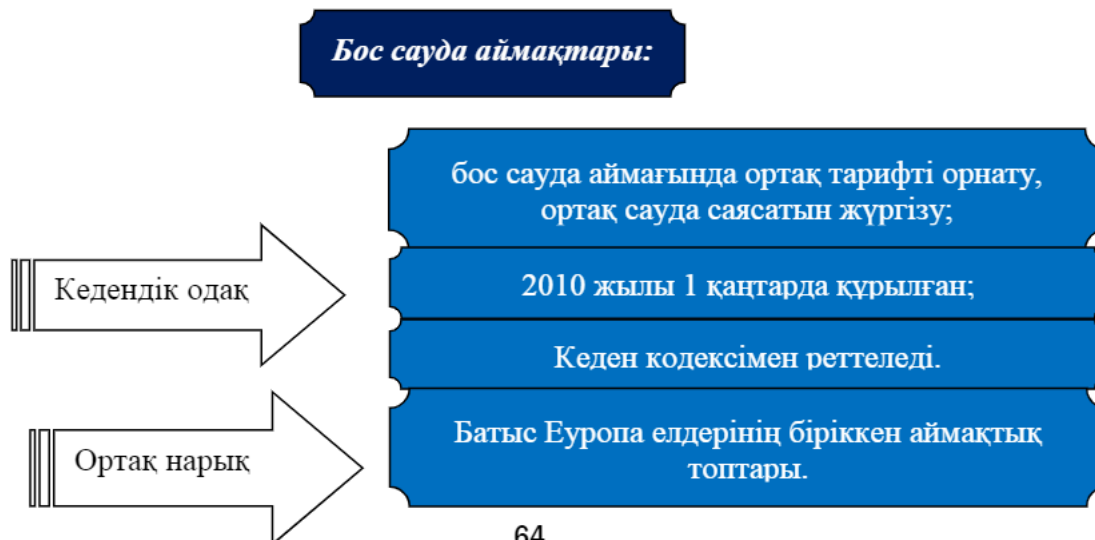 Бос сауда аймақтары:
бос сауда аймағында ортақ тарифті орнату,
ортақ сауда саясатын жүргізу;
Кедендік одақ
2010 жылы 1 қаңтарда құрылған;
Кеден кодексімен реттеледі.
Ортақ нарық
Батыс Еуропа елдерінің біріккен аймақтық
топтары.
64